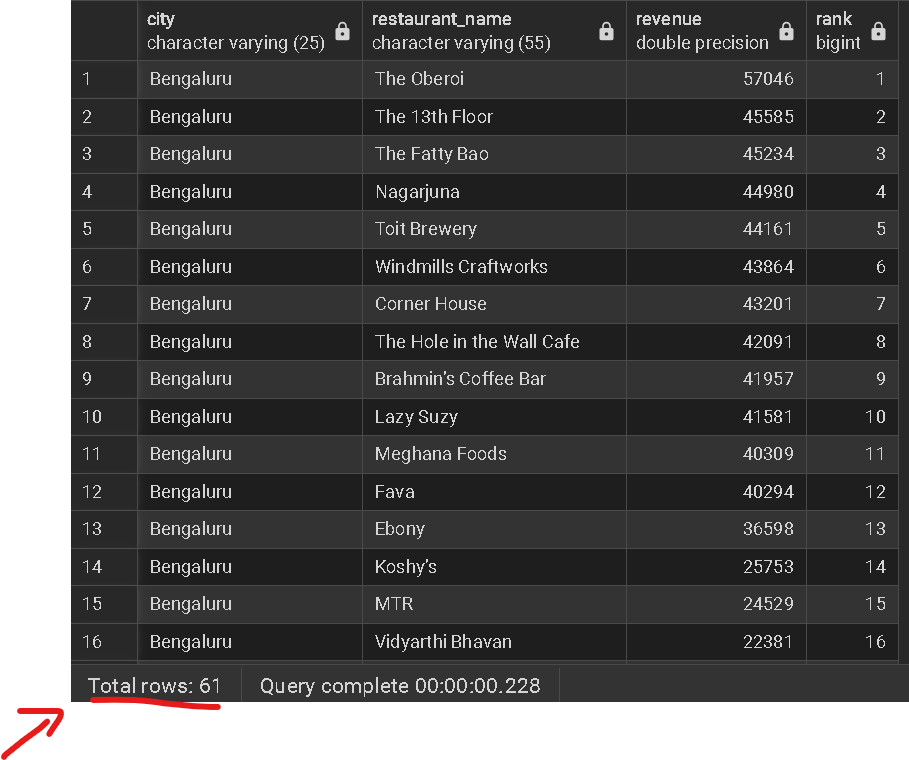 city restaurant_name revenue rank
character varying (25) character varying (55) double precision bigint
1 Bengaluru The Oberoi 57046 1
2 Bengaluru The 13th Floor 45585 2
3 Bengaluru The Fatty Bao 45234 3
4 Bengaluru Nagarjuna 44980 4
5 Bengaluru Toit Brewery 44161 5
6 Bengaluru Windmills Craftworks 43864 6
7 Bengaluru Corner House 43201 7
8 Bengaluru The Hole in the Wall Cafe 42091 8
9 Bengaluru Brahmin's Coffee Bar 41957 9
10 Bengaluru Lazy Suzy 41581 10
11 Bengaluru Meghana Foods 40309 11
12 Bengaluru Fava 40294 12
13 Bengaluru Ebony 36598 13
14 Bengaluru Koshy's 25753 14
15 Bengaluru MTR 24529 15
16 Bengaluru Vidyarthi Bhavan 22381 16
Total rows: 61 Query complete 00:00:00.228